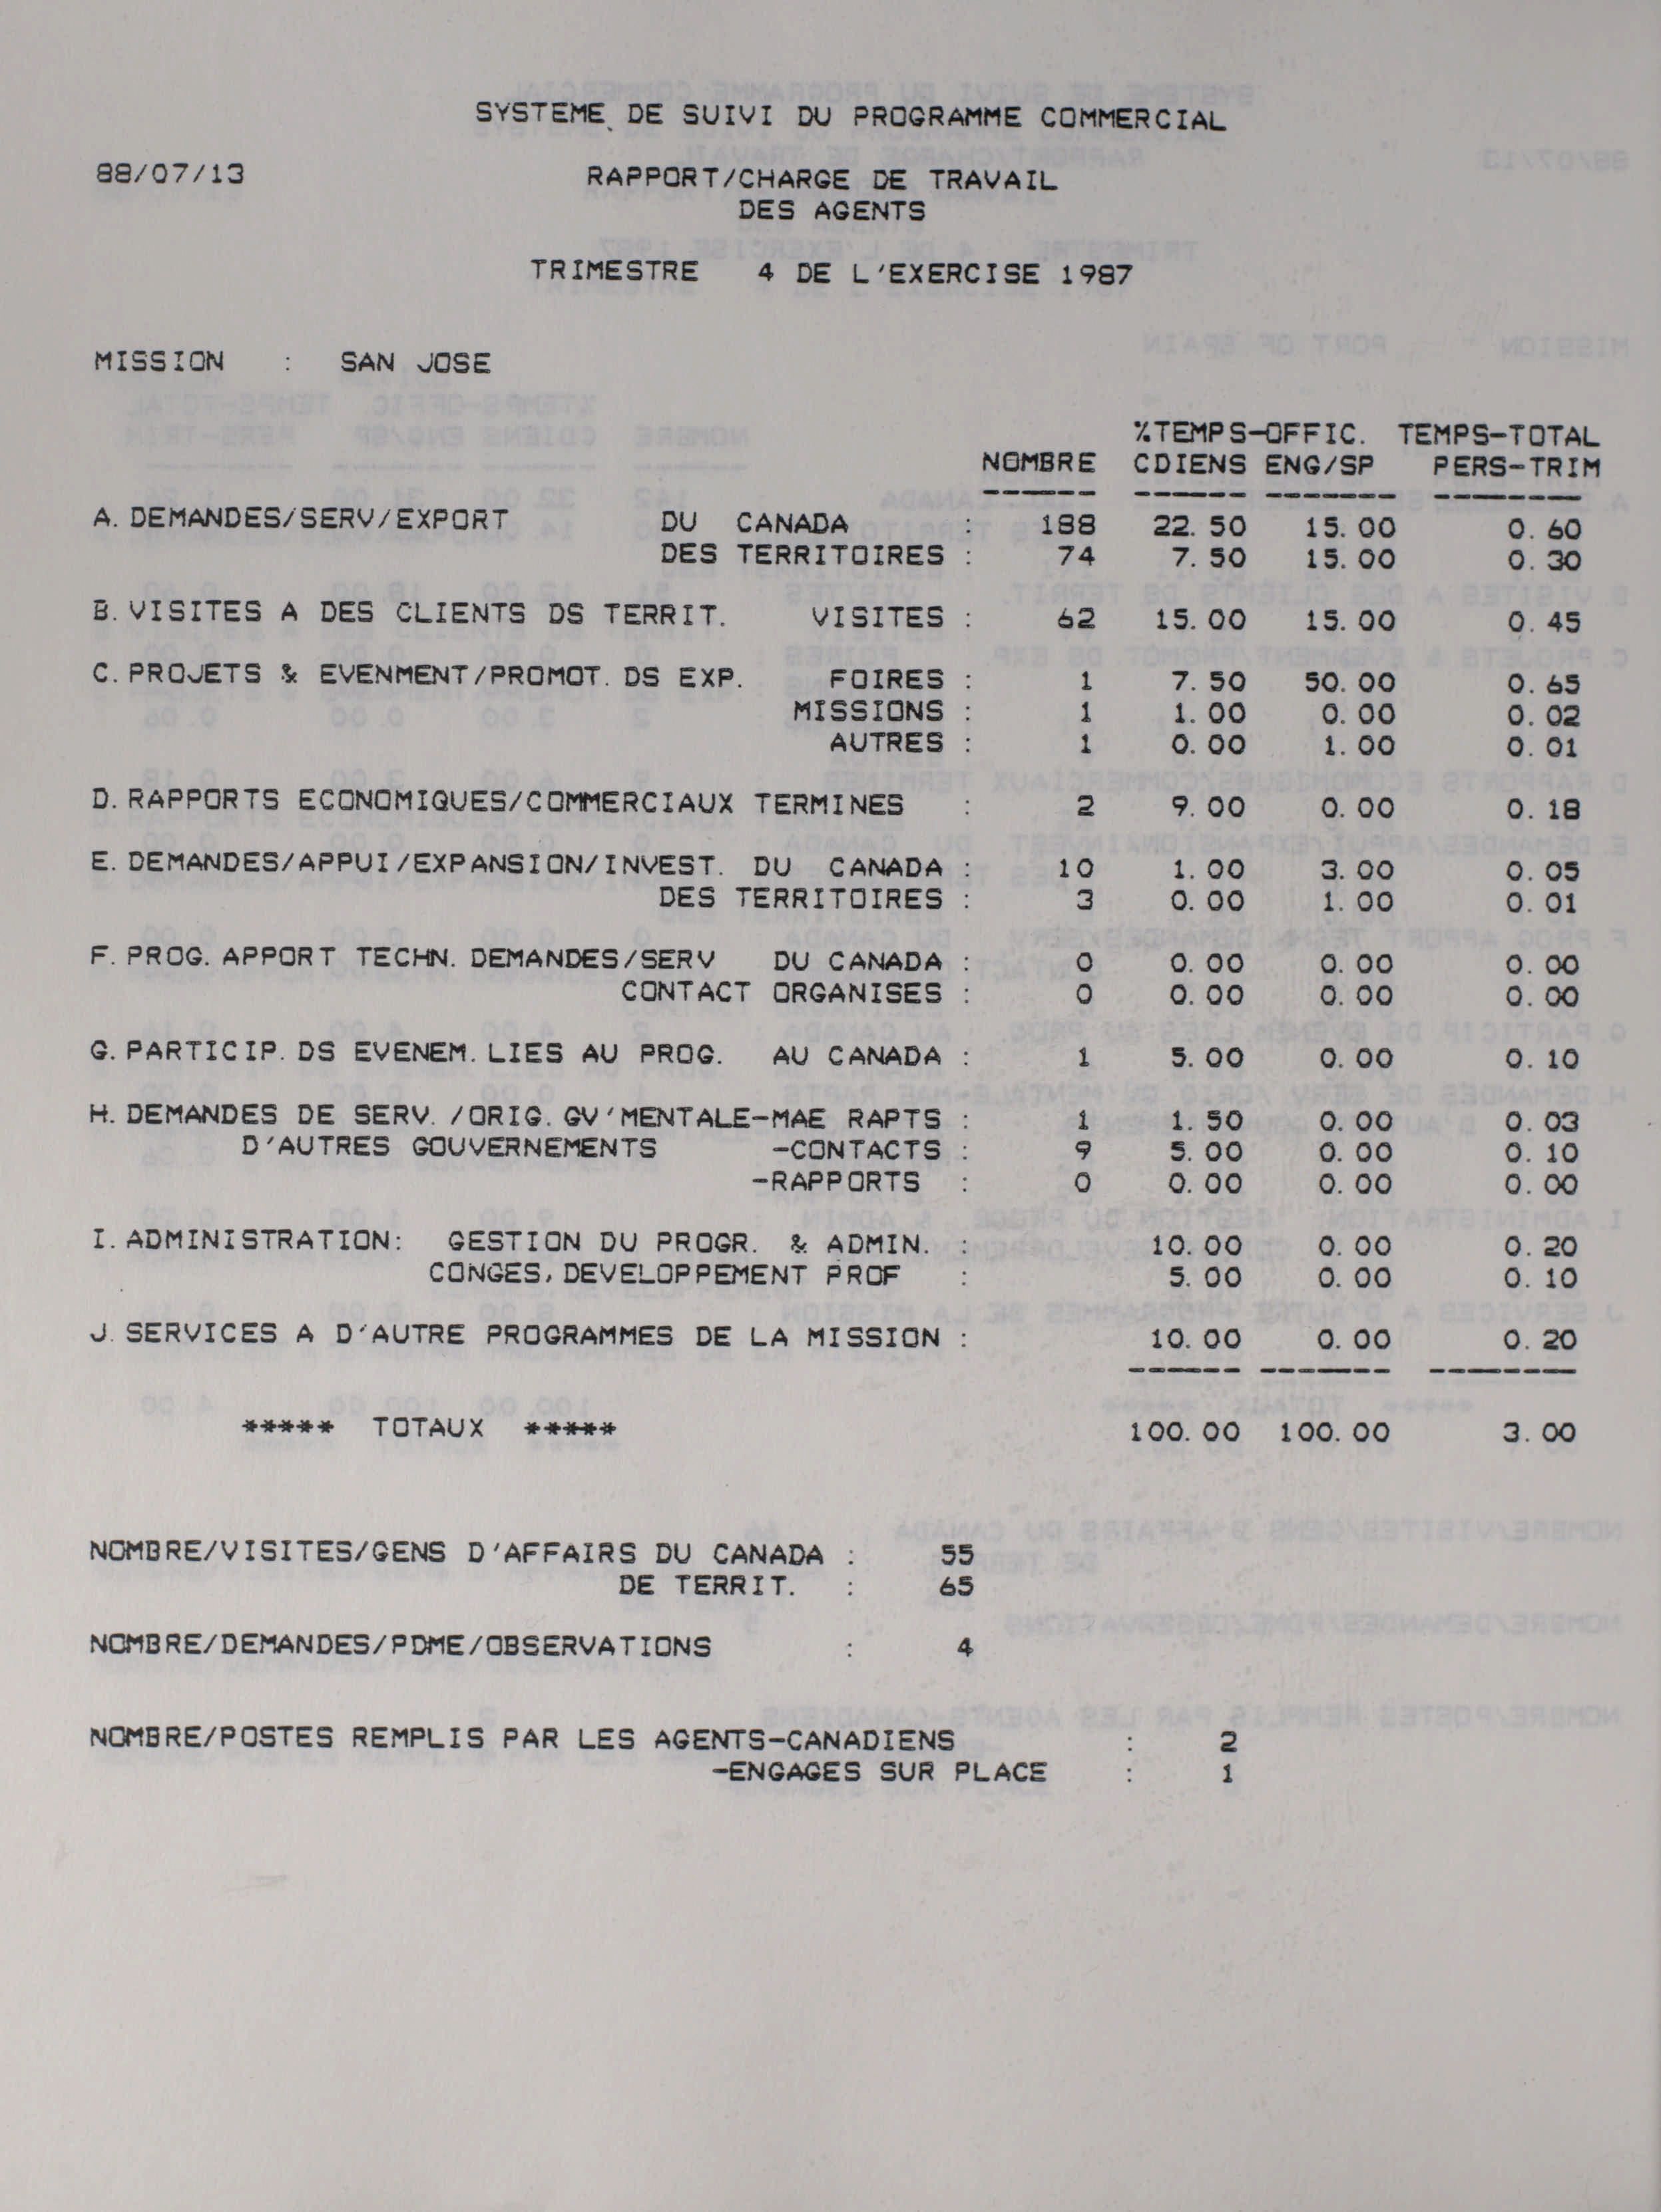 SYSTEME DE SUIVI DU PROGRAMME COMMERCIAL
88/07/13 RAPPORT/CHARGE DE TRAVAIL
DES AGENTS
TRIMESTRE 4 DE L'EXERCISE 1987
MISSION : SAN JOSE
%TEMPS-OFFIC. TEMPS-TOTAL
NOMBRE CDIENS ENG/SP PERS-TRIM
A. DEMANDES/SERV/EXPORT DU CANADA : 188 22.50 15.00 0.60
DES TERRITOIRES : 74 7.50 15.00 0.30
B. VISITES A DES CLIENTS DS TERRIT. VISITES : 62 15.00 15.00 0.45
C. PROJETS & EVENMENT/PROMOT. DS EXP. FOIRES : 1 7.50 50.00 0.65
MISSIONS : 1 1.00 0.00 0.02
AUTRES : 1 0.00 1.00 0.01
D. RAPPORTS ECONOMIQUES/COMMERCIAUX TERMINES : 2 9.00 0.00 0.18
E. DEMANDES/APPUI/EXPANSION/INVEST. DU CANADA : 10 1.00 3.00 0.05
DES TERRITOIRES : 3 0.00 1.00 0.01
F. PROG. APPORT TECHN. DEMANDES/SERV DU CANADA : 0 0.00 0.00 0.00
CONTACT ORGANISES : 0 0.00 0.00 0.00
G. PARTICIP. DS EVENEM. LIES AU PROG. AU CANADA : 1 5.00 0.00 0.10
H. DEMANDES DE SERV. /ORIG. GV'MENTALE-MAE RAPTS : 1 1.50 0.00 0.03
D'AUTRES GOUVERNEMENTS -CONTACTS : 9 5.00 0.00 0.10
-RAPPORTS : 0 0.00 0.00 0.00
I. ADMINISTRATION: GESTION DU PROGR. & ADMIN. : 10.00 0.00 0.20
CONGES, DEVELOPPEMENT PROF : 5.00 0.00 0.10
J. SERVICES A D'AUTRE PROGRAMMES DE LA MISSION : 10.00 0.00 0.20
***** TOTAUX ***** 100.00 100.00 3.00
NOMBRE/VISITES/GENS D'AFFAIRS DU CANADA : 55
DE TERRIT. : 65
NOMBRE/DEMANDES/PDME/OBSERVATIONS : 4
NOMBRE/POSTES REMPLIS PAR LES AGENTS-CANADIENS : 2
-ENGAGES SUR PLACE : 1